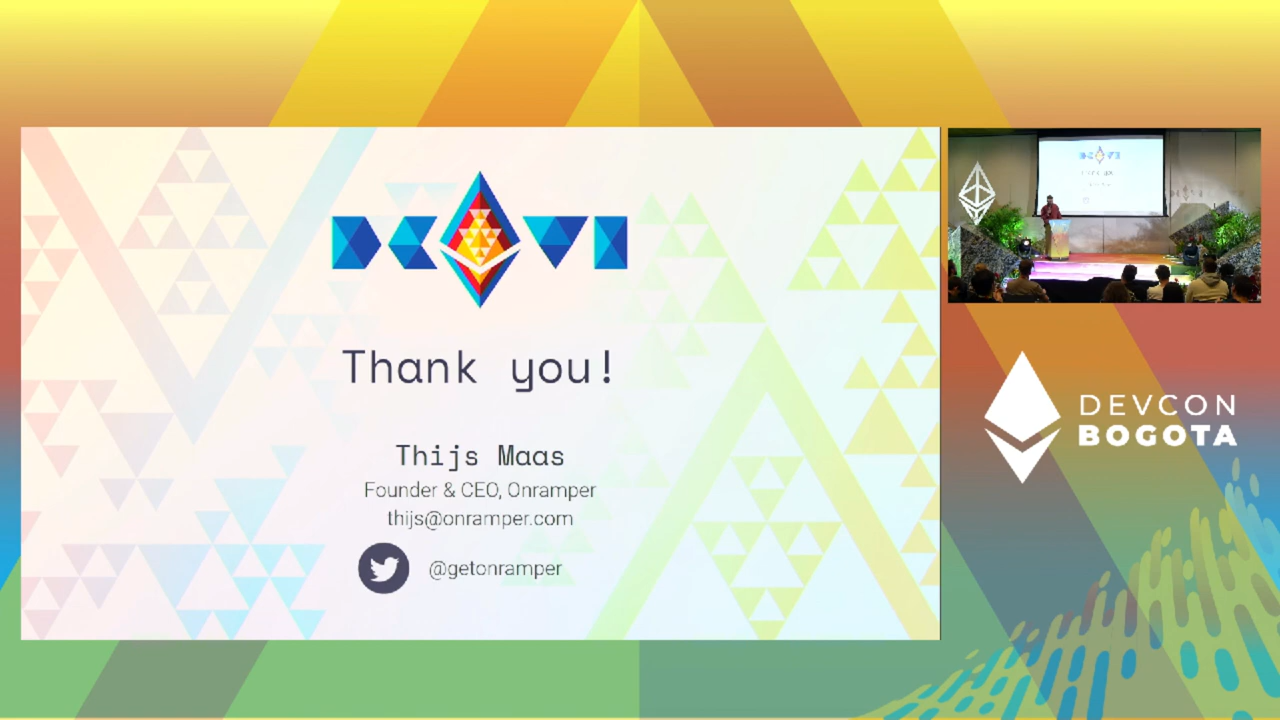 Thank you!
Thijs Maas
Founder & CEO, Onramper
thijs@onramper.com
@getonramper
DEVCON
BOGOTA